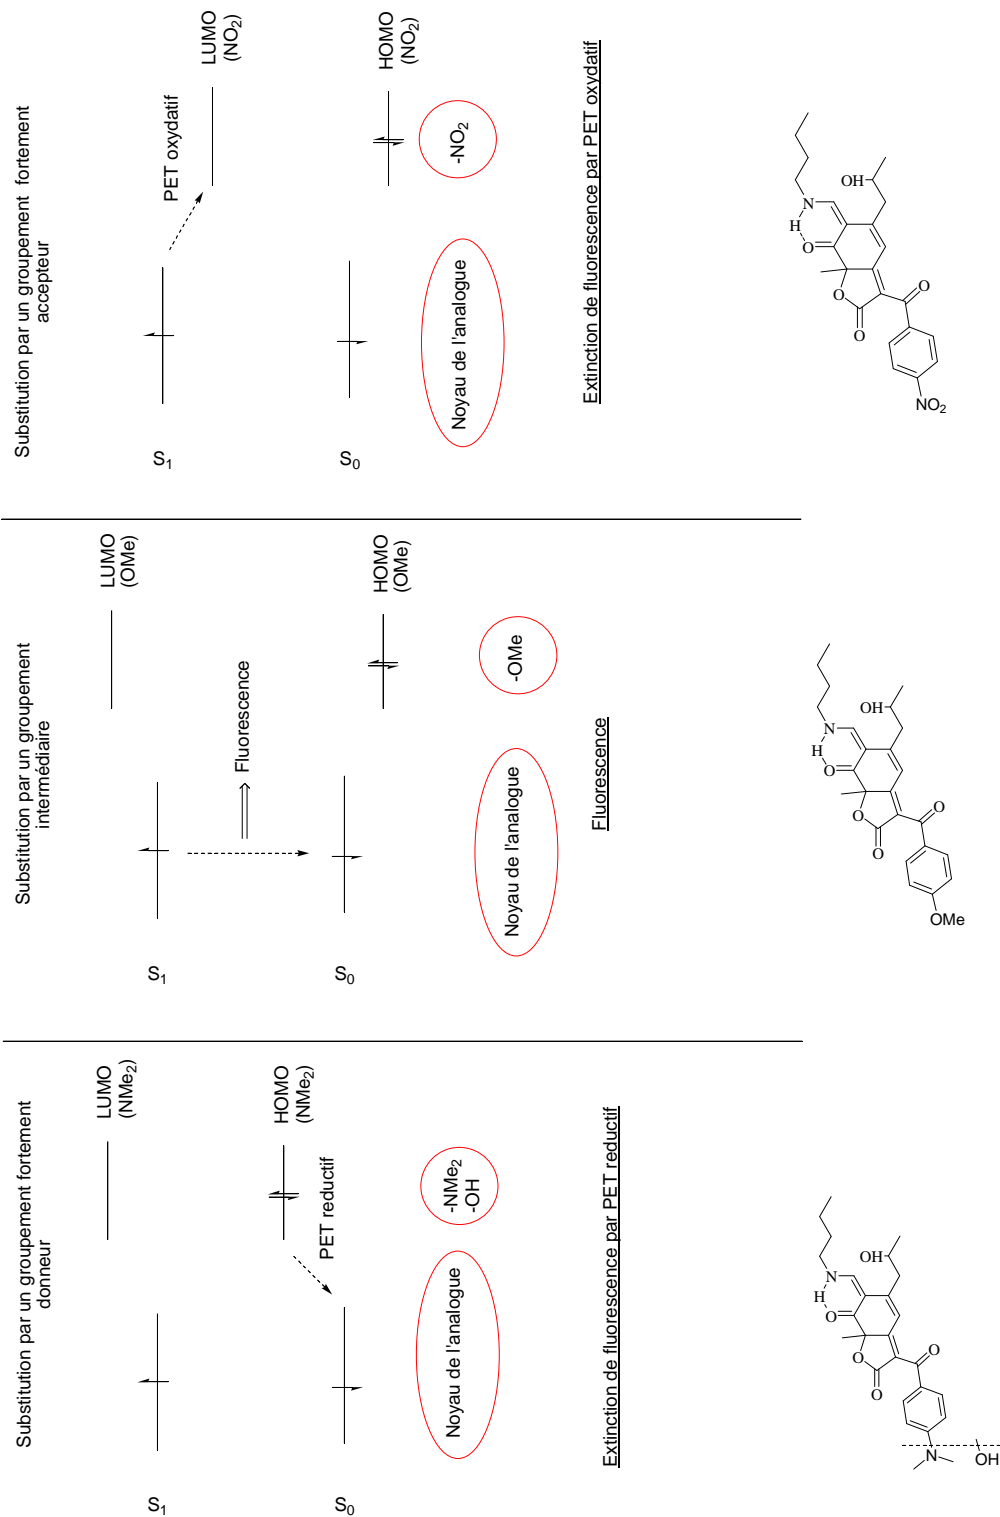 Substitution par un groupement fortement
donneur
S1
S0
LUMO
(NMe2)
HOMO
(NMe2)
PET reductif
Noyau de l'analogue
-NMe2
-OH
Extinction de fluorescence par PET reductif
O
O
O
O
H
N
OH
N
OH
Substitution par un groupement
intermédiaire
S1
S0
Fluorescence
LUMO
(OMe)
HOMO
(OMe)
Noyau de l'analogue
-OMe
Fluorescence
O
O
O
O
H
N
OH
OMe
Substitution par un groupement fortement
accepteur
S1
S0
PET oxydatif
LUMO
(NO2)
HOMO
(NO2)
Noyau de l'analogue
-NO2
Extinction de fluorescence par PET oxydatif
O
O
O
O
H
N
OH
NO2